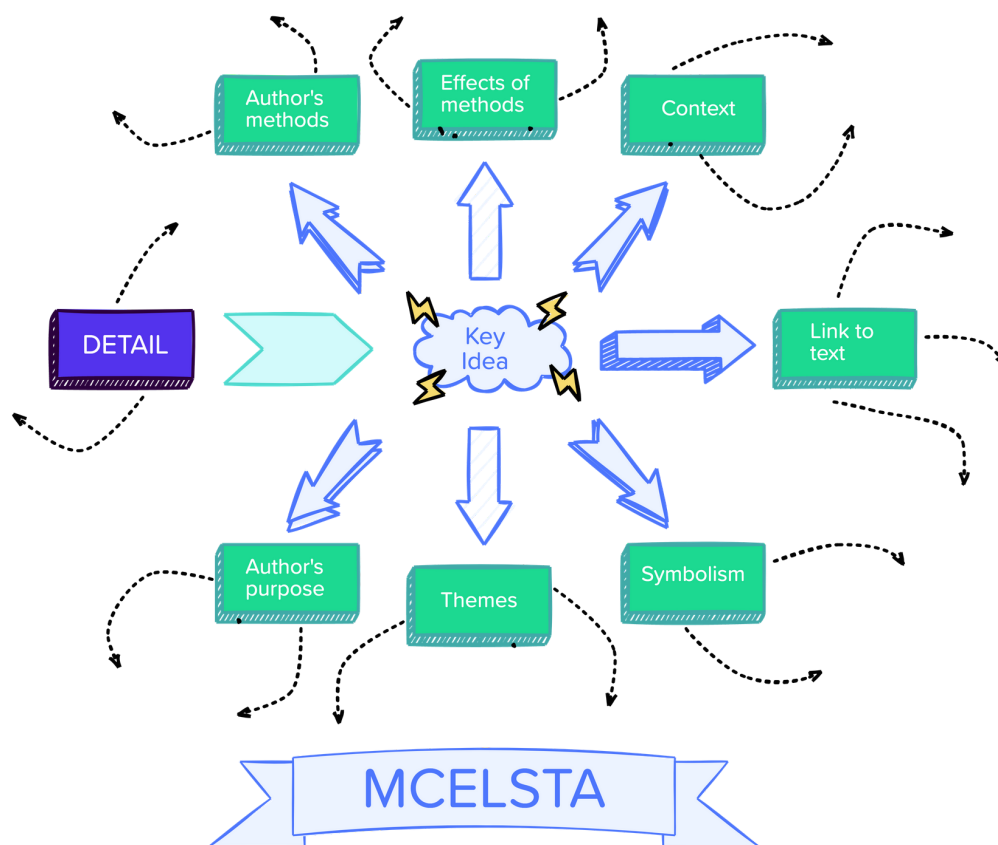 Author's
methods
Effects of
methods
Context
DETAIL
Key
Idea
Link to
text
Author's
purpose
Themes
Symbolism
MCELSTA